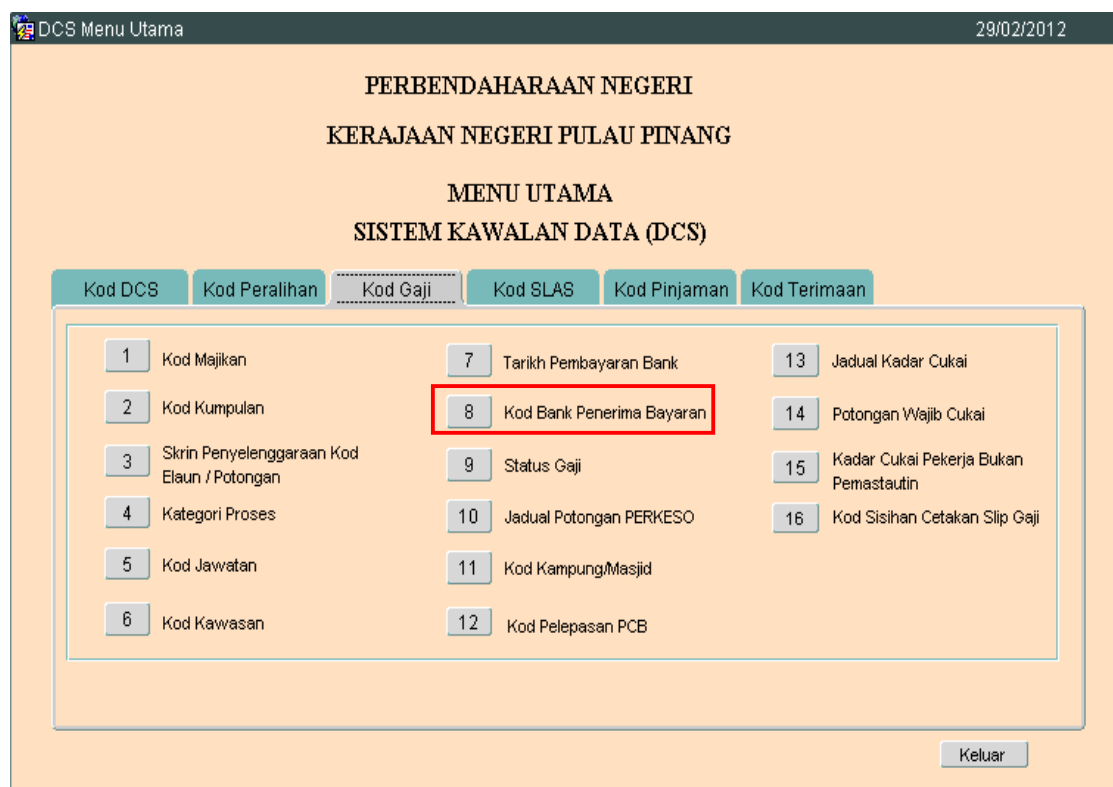 DCS Menu Utama 29/02/2012
PERBENDAHARAAN NEGERI
KERAJAAN NEGERI PULAU PINANG
MENU UTAMA
SISTEM KAWALAN DATA (DCS)
Kod DCS Kod Peralihan Kod Gaji Kod SLAS Kod Pinjaman Kod Terimaan
1 Kod Majikan
2 Kod Kumpulan
3 Skrin Penyelenggaraan Kod
Elaun / Potongan
4 Kategori Proses
5 Kod Jawatan
6 Kod Kawasan
7 Tarikh Pembayaran Bank
8 Kod Bank Penerima Bayaran
9 Status Gaji
10 Jadual Potongan PERKESO
11 Kod Kampung/Masjid
12 Kod Pelepasan PCB
13 Jadual Kadar Cukai
14 Potongan Wajib Cukai
15 Kadar Cukai Pekerja Bukan
Pemastautin
16 Kod Sisihan Cetakan Slip Gaji
Keluar